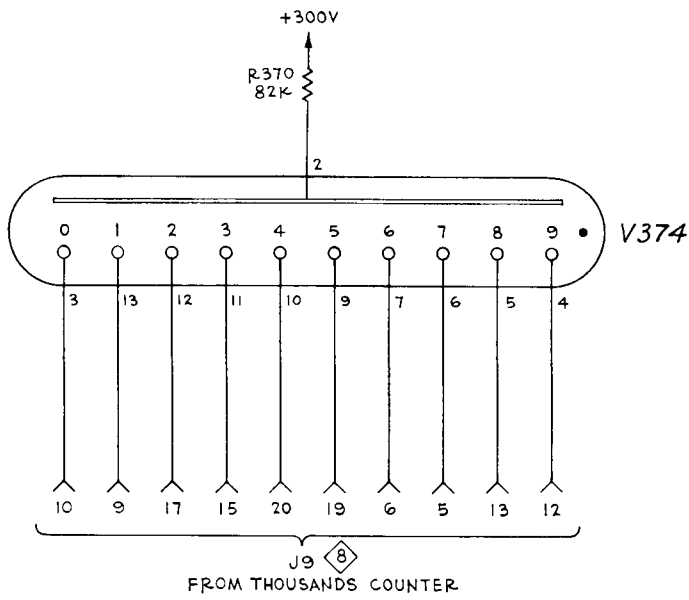 +300V
R370
82K
2
0 1 2 3 4 5 6 7 8 9
V374
3 13 12 11 10 9 7 6 5 4
10 9 17 15 20 19 6 5 13 12
J9 8
FROM THOUSANDS COUNTER